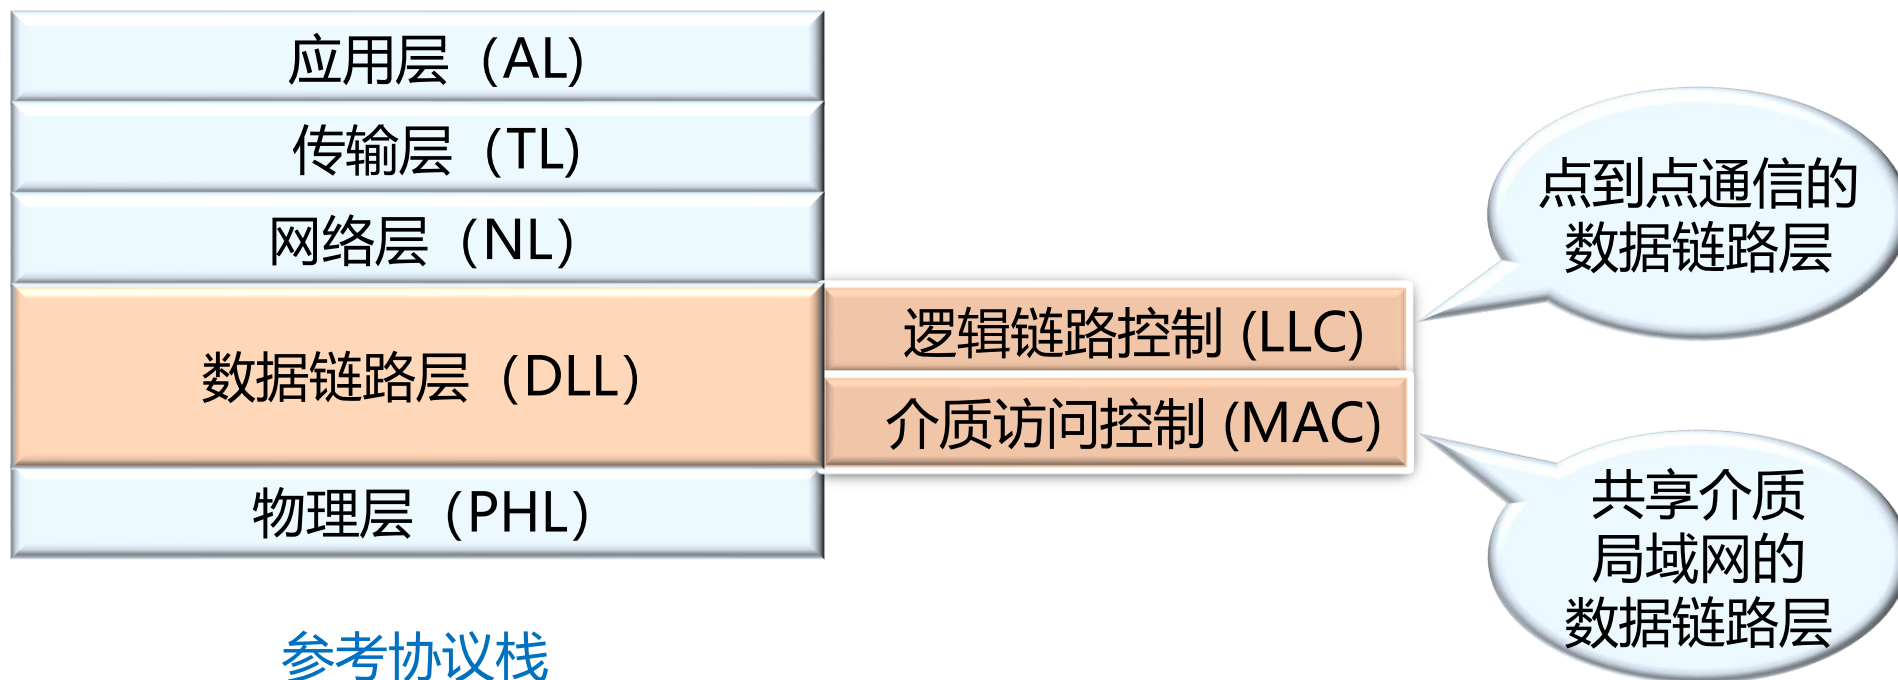 应用层（AL）
传输层（TL）
网络层（NL）
数据链路层（DLL）
逻辑链路控制 (LLC)
介质访问控制 (MAC)
物理层（PHL）
点到点通信的
数据链路层
共享介质
局域网的
数据链路层
参考协议栈